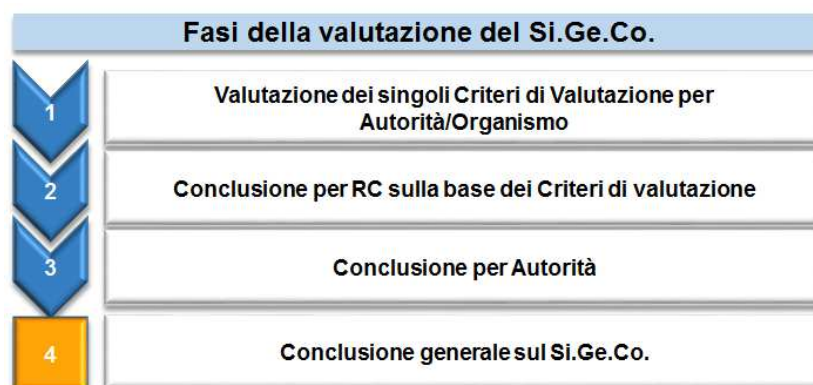 Fasi della valutazione del Si.Ge.Co.
1
Valutazione dei singoli Criteri di Valutazione per
Autorità/Organismo
2
Conclusione per RC sulla base dei Criteri di valutazione
3
Conclusione per Autorità
4
Conclusione generale sul Si.Ge.Co.